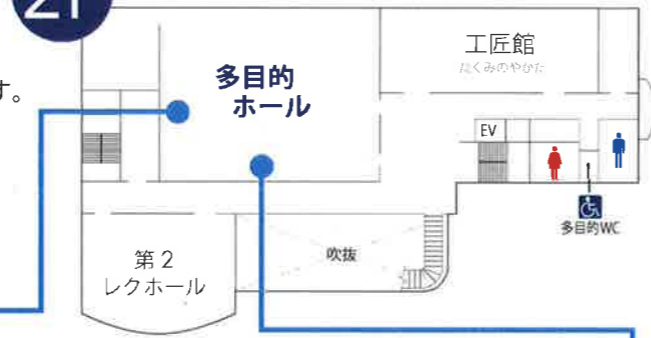 2F
す。
多目的
ホール
工匠館
たくみのやかた
EV
多目的WC
吹抜
第2
レクホール